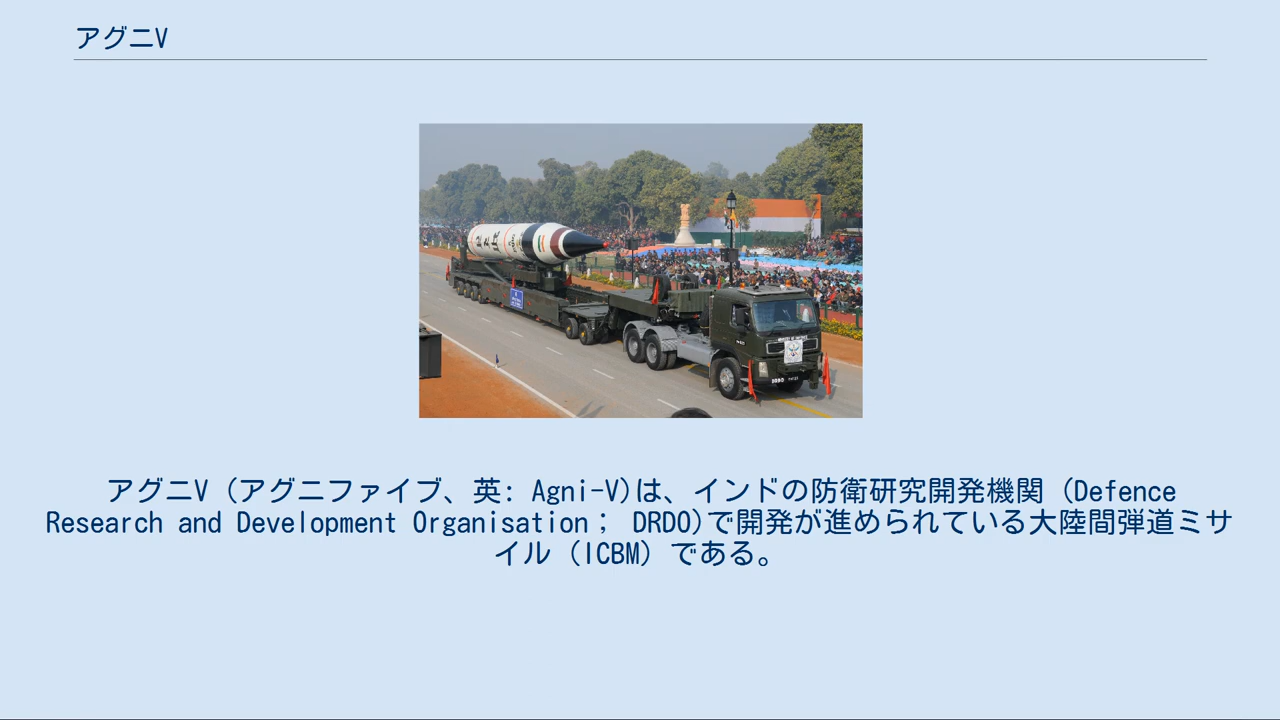 アグニV
アグニV (アグニファイブ、英: Agni-V)は、インドの防衛研究開発機関 (Defence
Research and Development Organisation； DRDO)で開発が進められている大陸間弾道ミサ
イル (ICBM) である。